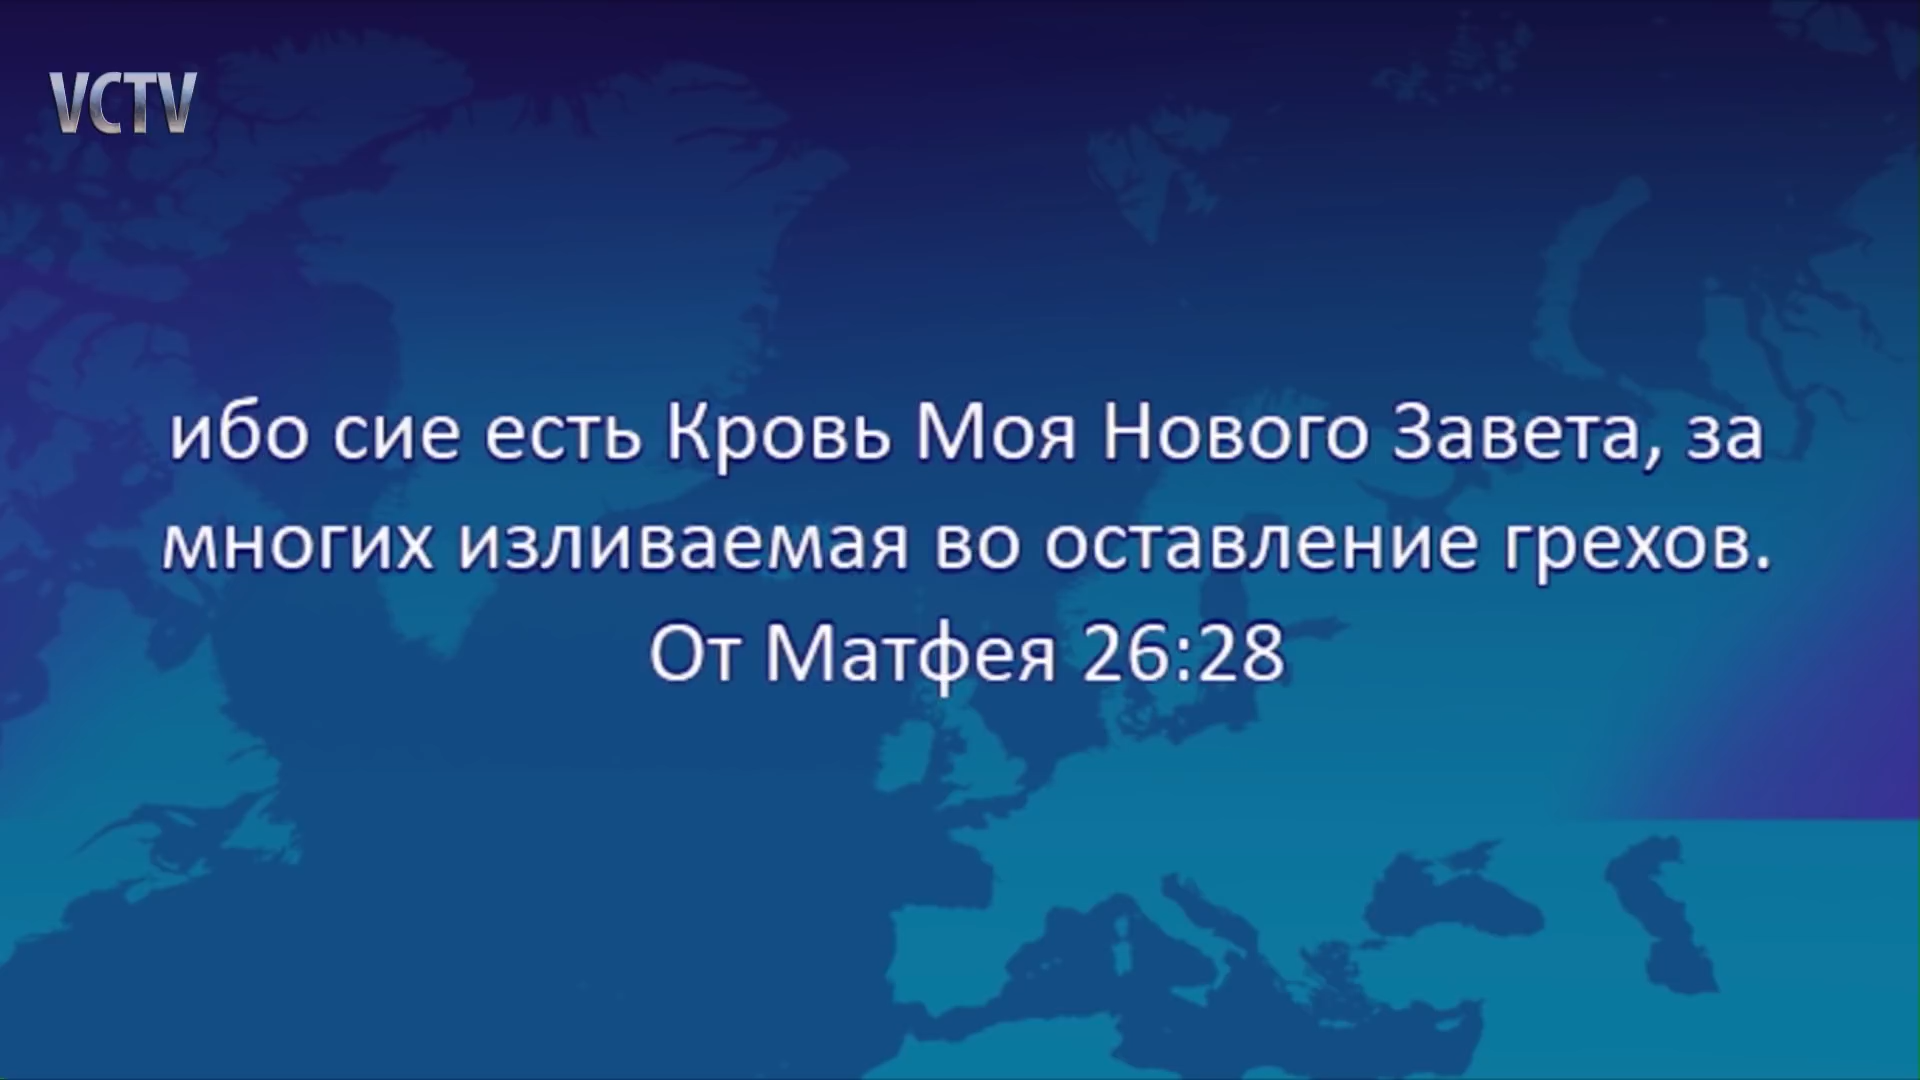 VCTV
ибо сие есть Кровь Моя Нового Завета, за
многих изливаемая во оставление грехов.
От Матфея 26:28